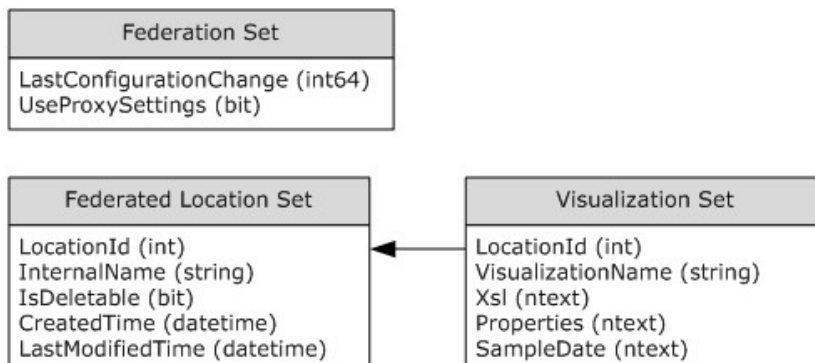 Federation Set
LastConfigurationChange (int64)
UseProxySettings (bit)
Federated Location Set
LocationId (int)
InternalName (string)
IsDeletable (bit)
CreatedTime (datetime)
LastModifiedTime (datetime)
Visualization Set
LocationId (int)
VisualizationName (string)
Xsl (ntext)
Properties (ntext)
SampleDate (ntext)